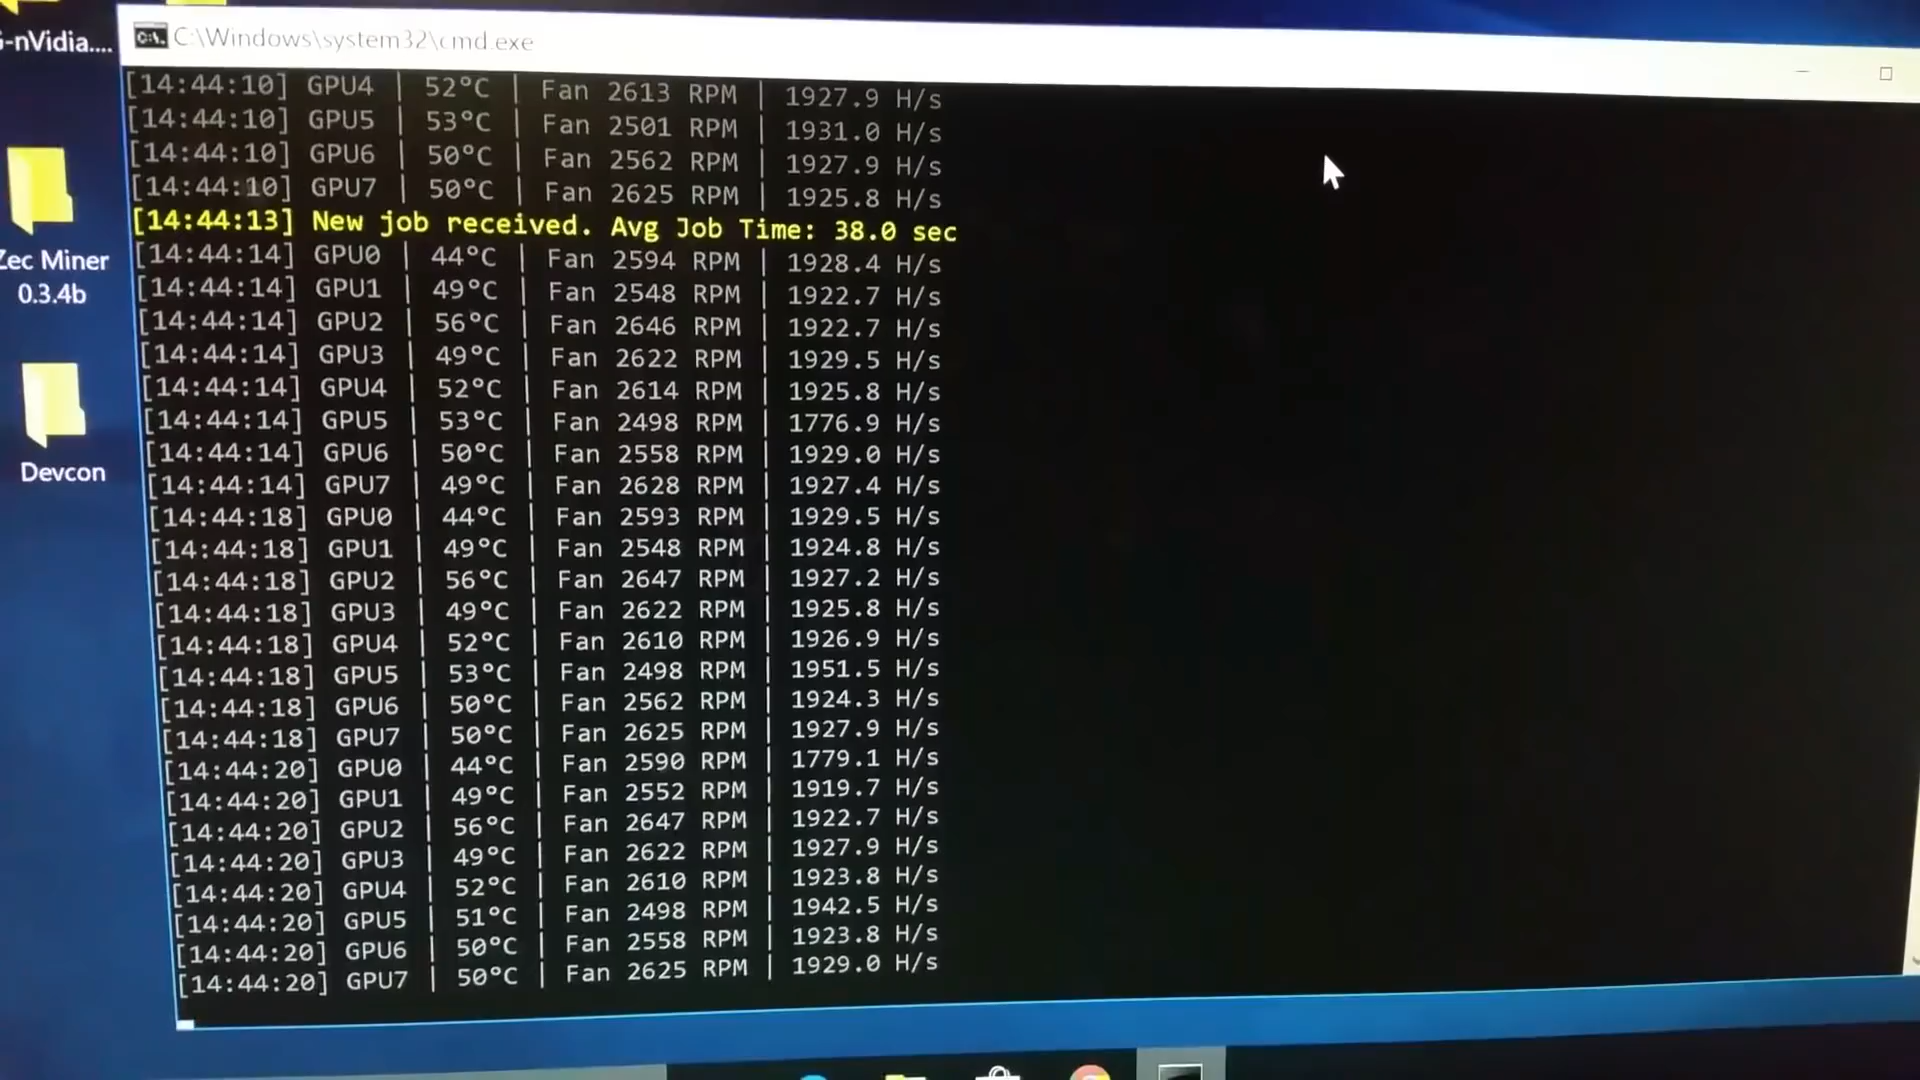 G-nVidia....
Zec Miner
0.3.4b
Devcon
C:\Windows\system32\cmd.exe
[14:44:10] GPU4 | 52°C | Fan 2613 RPM | 1927.9 H/s
[14:44:10] GPU5 | 53°C | Fan 2501 RPM | 1931.0 H/s
[14:44:10] GPU6 | 50°C | Fan 2562 RPM | 1927.9 H/s
[14:44:10] GPU7 | 50°C | Fan 2625 RPM | 1925.8 H/s
[14:44:13] New job received. Avg Job Time: 38.0 sec
[14:44:14] GPU0 | 44°C | Fan 2594 RPM | 1928.4 H/s
[14:44:14] GPU1 | 49°C | Fan 2548 RPM | 1922.7 H/s
[14:44:14] GPU2 | 56°C | Fan 2646 RPM | 1922.7 H/s
[14:44:14] GPU3 | 49°C | Fan 2622 RPM | 1929.5 H/s
[14:44:14] GPU4 | 52°C | Fan 2614 RPM | 1925.8 H/s
[14:44:14] GPU5 | 53°C | Fan 2498 RPM | 1776.9 H/s
[14:44:14] GPU6 | 50°C | Fan 2558 RPM | 1929.0 H/s
[14:44:14] GPU7 | 49°C | Fan 2628 RPM | 1927.4 H/s
[14:44:18] GPU0 | 44°C | Fan 2593 RPM | 1929.5 H/s
[14:44:18] GPU1 | 49°C | Fan 2548 RPM | 1924.8 H/s
[14:44:18] GPU2 | 56°C | Fan 2647 RPM | 1927.2 H/s
[14:44:18] GPU3 | 49°C | Fan 2622 RPM | 1925.8 H/s
[14:44:18] GPU4 | 52°C | Fan 2610 RPM | 1926.9 H/s
[14:44:18] GPU5 | 53°C | Fan 2498 RPM | 1951.5 H/s
[14:44:18] GPU6 | 50°C | Fan 2562 RPM | 1924.3 H/s
[14:44:18] GPU7 | 50°C | Fan 2625 RPM | 1927.9 H/s
[14:44:20] GPU0 | 44°C | Fan 2590 RPM | 1779.1 H/s
[14:44:20] GPU1 | 49°C | Fan 2552 RPM | 1919.7 H/s
[14:44:20] GPU2 | 56°C | Fan 2647 RPM | 1922.7 H/s
[14:44:20] GPU3 | 49°C | Fan 2622 RPM | 1927.9 H/s
[14:44:20] GPU4 | 52°C | Fan 2610 RPM | 1923.8 H/s
[14:44:20] GPU5 | 51°C | Fan 2498 RPM | 1942.5 H/s
[14:44:20] GPU6 | 50°C | Fan 2558 RPM | 1923.8 H/s
[14:44:20] GPU7 | 50°C | Fan 2625 RPM | 1929.0 H/s